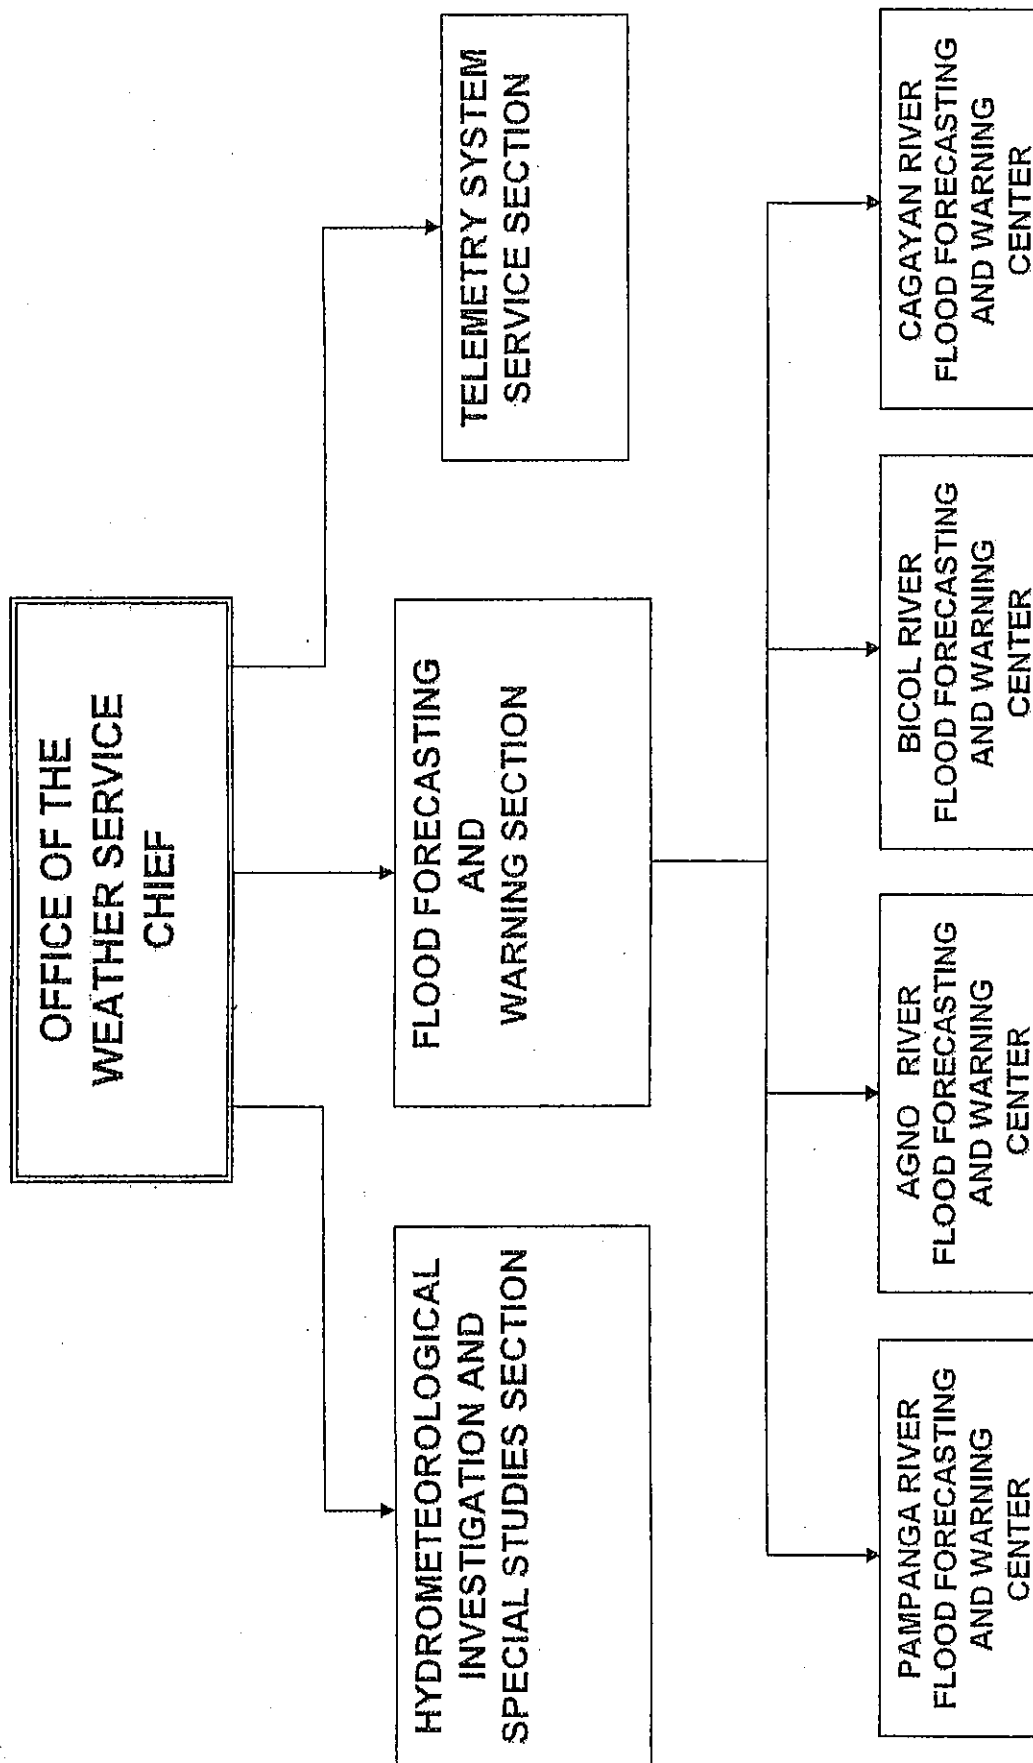 OFFICE OF THE
WEATHER SERVICE
CHIEF
HYDROMETEOROLOGICAL
INVESTIGATION AND
SPECIAL STUDIES SECTION
FLOOD FORECASTING
AND
WARNING SECTION
TELEMETRY SYSTEM
SERVICE SECTION
PAMPANGA RIVER
FLOOD FORECASTING
AND WARNING
CENTER
AGNO RIVER
FLOOD FORECASTING
AND WARNING
CENTER
BICOL RIVER
FLOOD FORECASTING
AND WARNING
CENTER
CAGAYAN RIVER
FLOOD FORECASTING
AND WARNING
CENTER